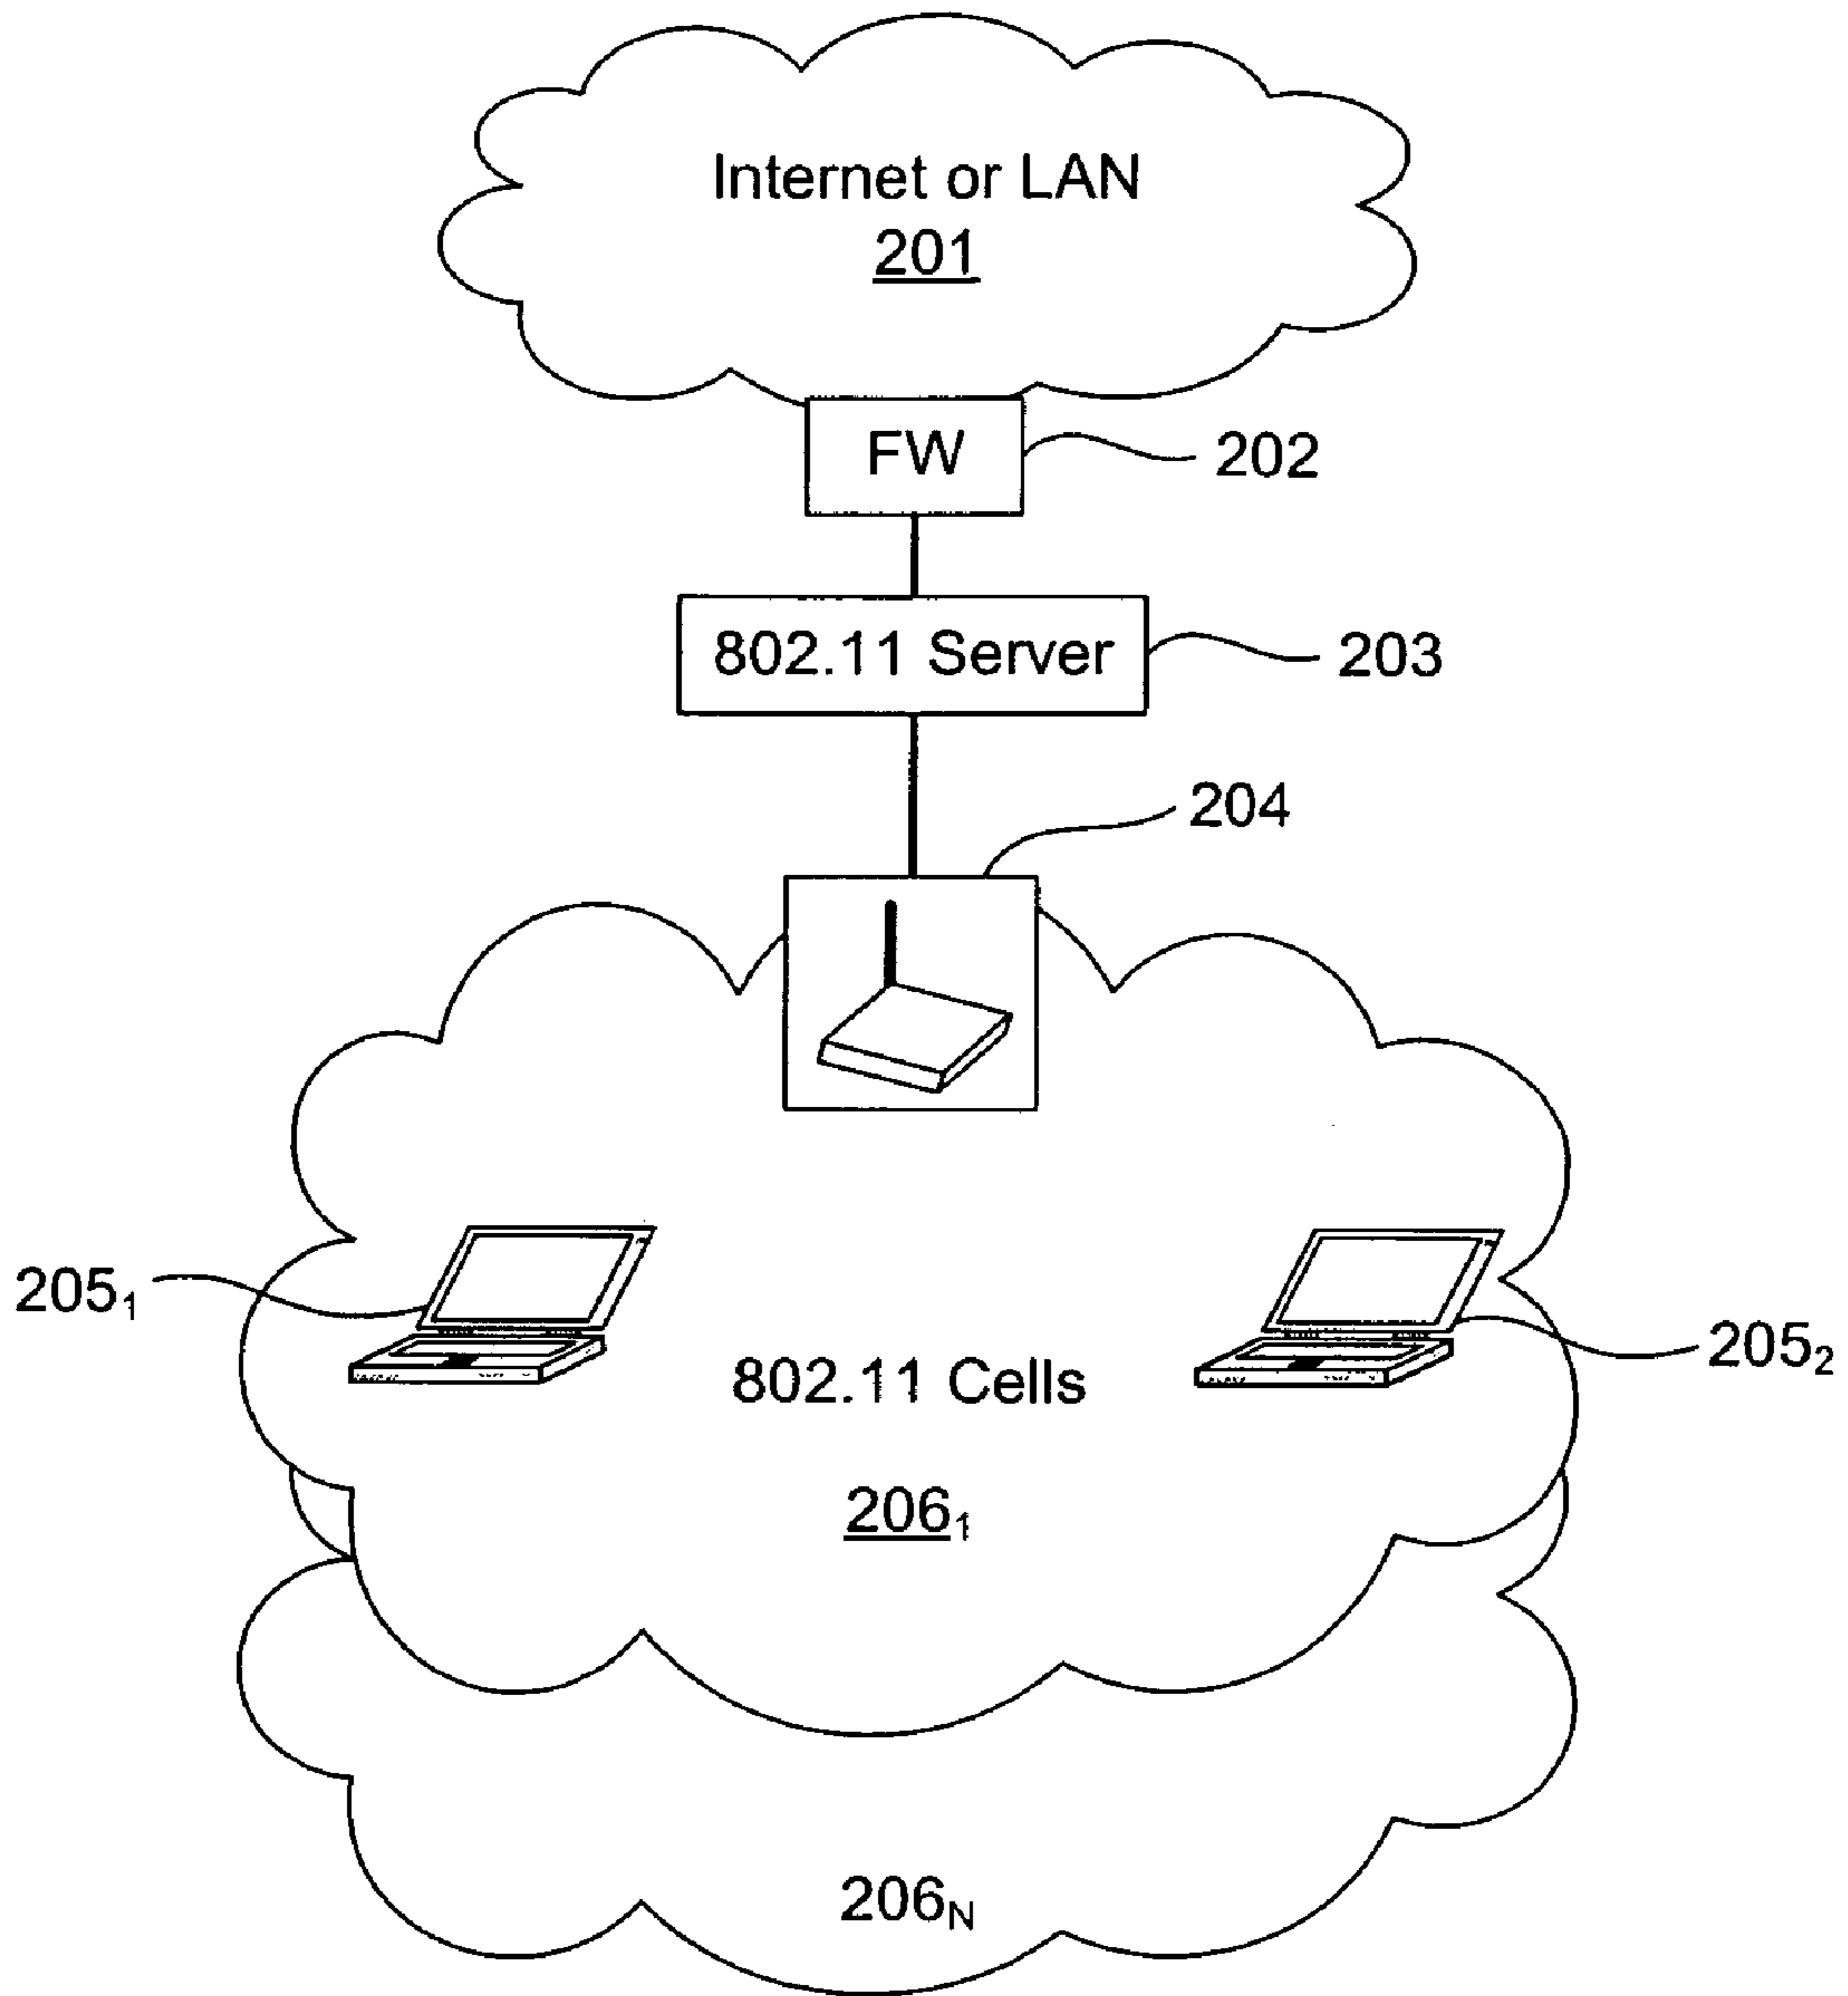 Internet or LAN
201
FW
202
802.11 Server
203
204
205₁
205₂
802.11 Cells
206₁
206N